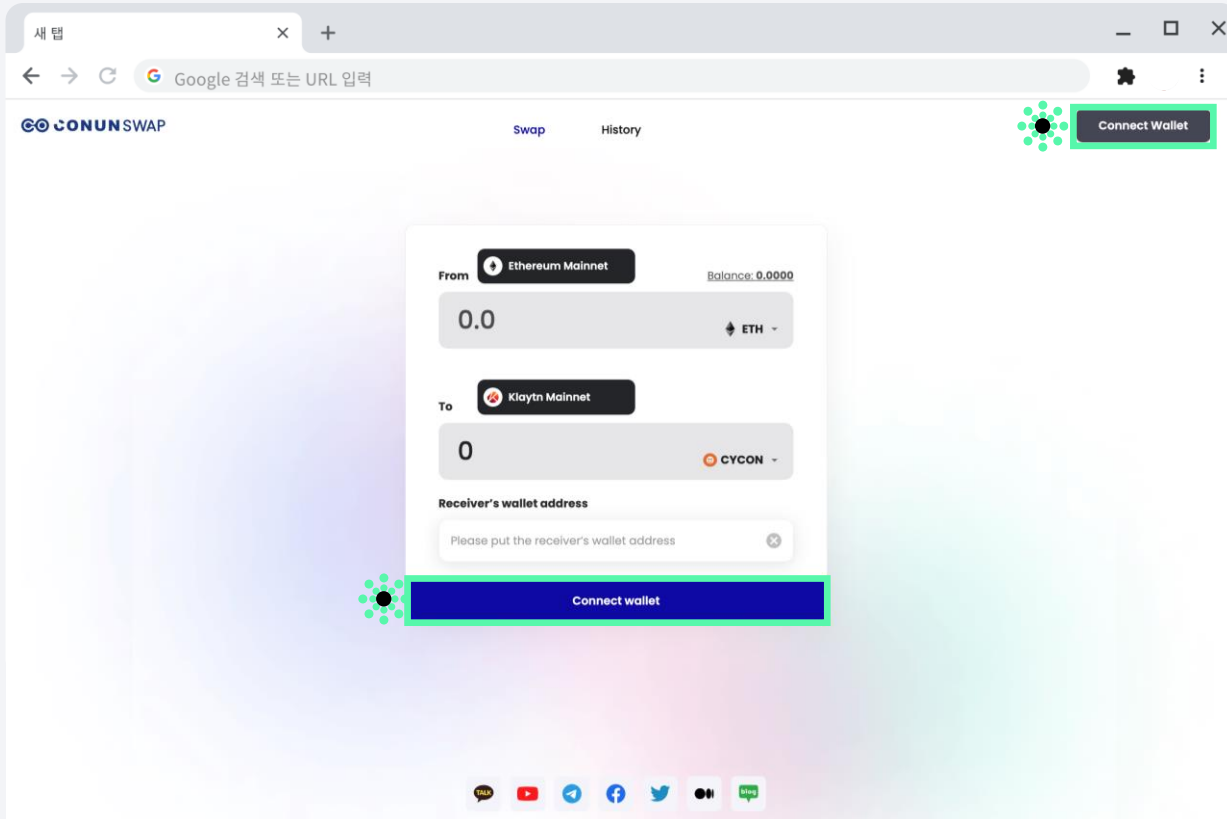 새 탭
Google 검색 또는 URL 입력
CONUN SWAP
Swap
History
Connect Wallet
From
Ethereum Mainnet
Balance: 0.0000
0.0
ETH
To
Klaytn Mainnet
0
CYCON
Receiver's wallet address
Please put the receiver's wallet address
Connect wallet
TALK
blog